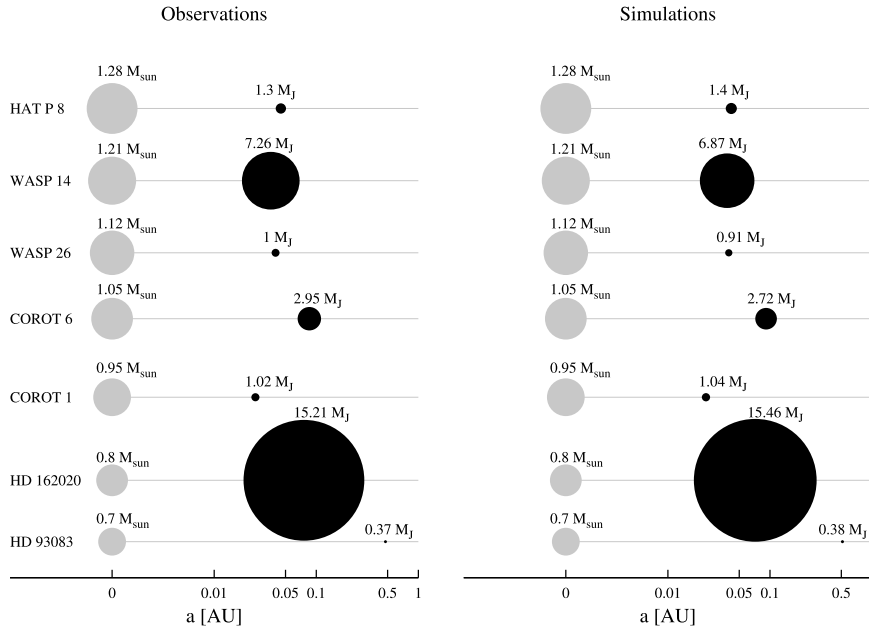 Observations Simulations
1.28 Msun 1.28 Msun
HAT P 8 1.3 MJ 1.4 MJ
1.21 Msun 7.26 MJ 1.21 Msun 6.87 MJ
WASP 14
1.12 Msun 1 MJ 1.12 Msun 0.91 MJ
WASP 26
1.05 Msun 2.95 MJ 1.05 Msun 2.72 MJ
COROT 6
0.95 Msun 1.02 MJ 0.95 Msun 1.04 MJ
COROT 1
15.21 MJ 15.46 MJ
0.8 Msun 0.8 Msun
HD 162020
0.7 Msun 0.37 MJ 0.7 Msun 0.38 MJ
HD 93083
0 0.01 0.05 0.1 0.5 1 0 0.01 0.05 0.1 0.5
a [AU] a [AU]